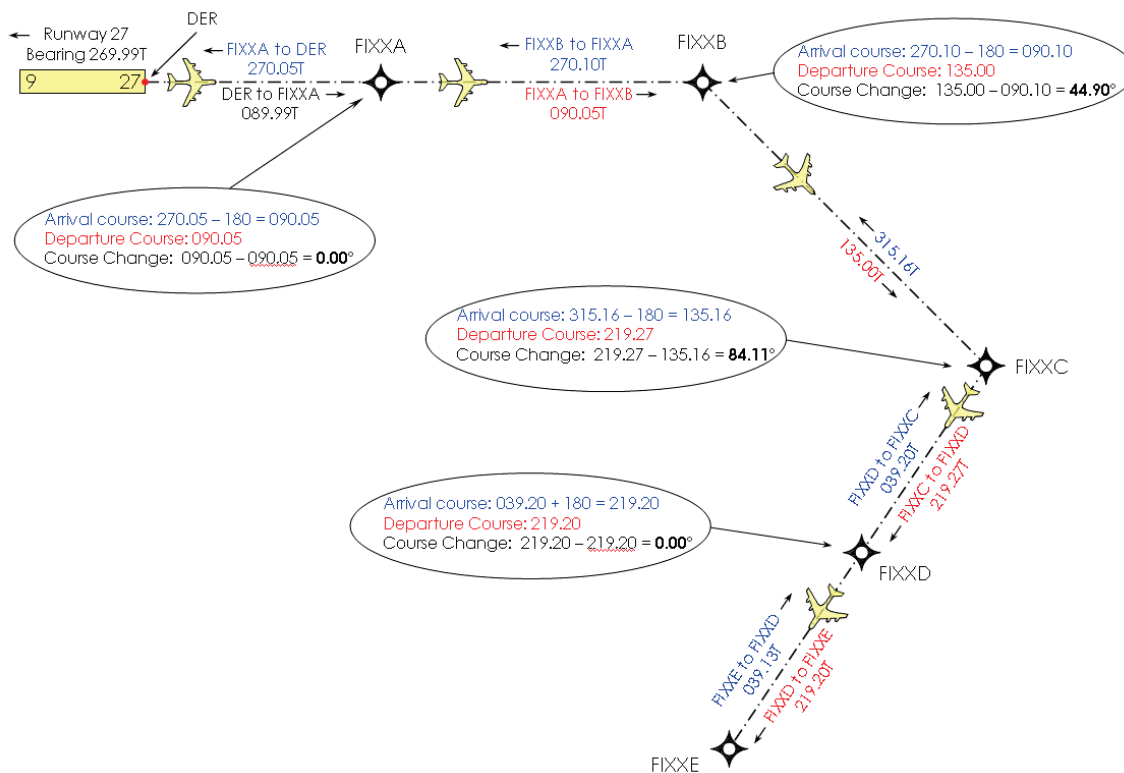 DER
← Runway 27
Bearing 269.99T
9 27
← FIXXA to DER
270.05T
DER to FIXXA →
089.99T
FIXXA
← FIXXB to FIXXA
270.10T
FIXXA to FIXXB →
090.05T
FIXXB
Arrival course: 270.10 – 180 = 090.10
Departure Course: 135.00
Course Change: 135.00 – 090.10 = 44.90°
Arrival course: 270.05 – 180 = 090.05
Departure Course: 090.05
Course Change: 090.05 – 090.05 = 0.00°
← 315.16T
135.00T →
Arrival course: 315.16 – 180 = 135.16
Departure Course: 219.27
Course Change: 219.27 – 135.16 = 84.11°
FIXXC
FIXXD to FIXXC →
039.20T
← FIXXC to FIXXD
219.27T
Arrival course: 039.20 + 180 = 219.20
Departure Course: 219.20
Course Change: 219.20 – 219.20 = 0.00°
FIXXD
FIXXE to FIXXD →
039.13T
← FIXXD to FIXXE
219.20T
FIXXE